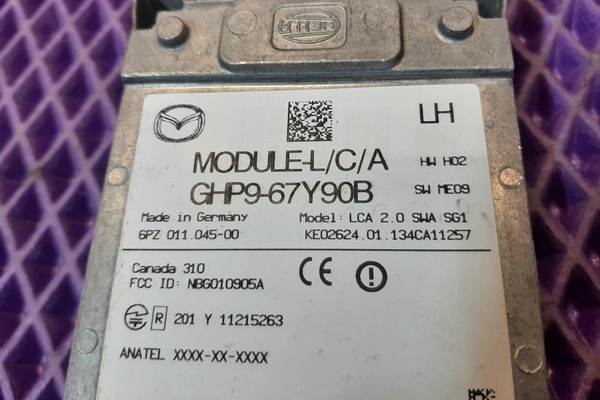 HELLA
LH
MODULE-L/C/A HW H02
GHP9-67Y90B SW ME09
Made in Germany Model: LCA 2.0 SWA SG1
6PZ 011.045-00 KE02624.01.134CA11257
Canada 310
FCC ID: NBG010905A
CE
R 201 Y 11215263
ANATEL XXXX-XX-XXXX